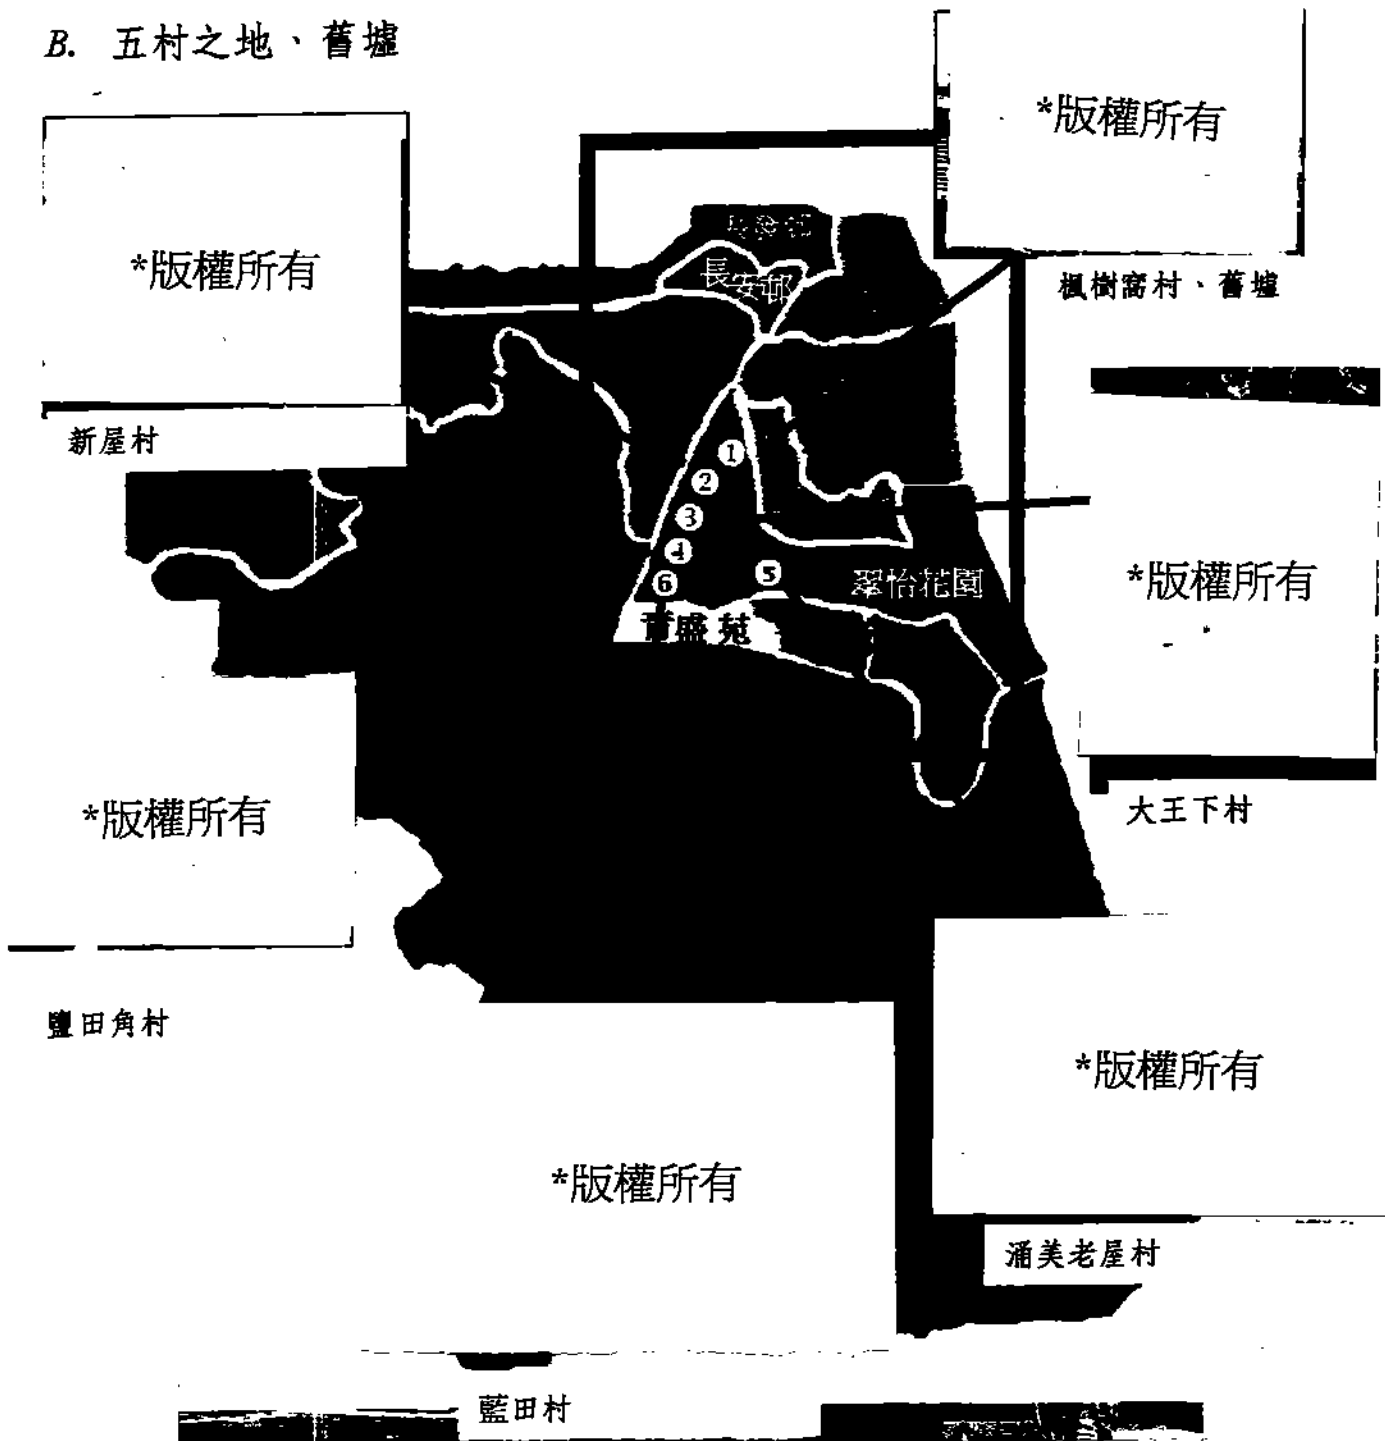 B. 五村之地、舊墟
*版權所有
*版權所有
長安邨
楓樹窩村、舊墟
新屋村
1
2
3
4
5
6
翠怡花園
盛苑
*版權所有
*版權所有
大王下村
鹽田角村
*版權所有
*版權所有
涌美老屋村
藍田村